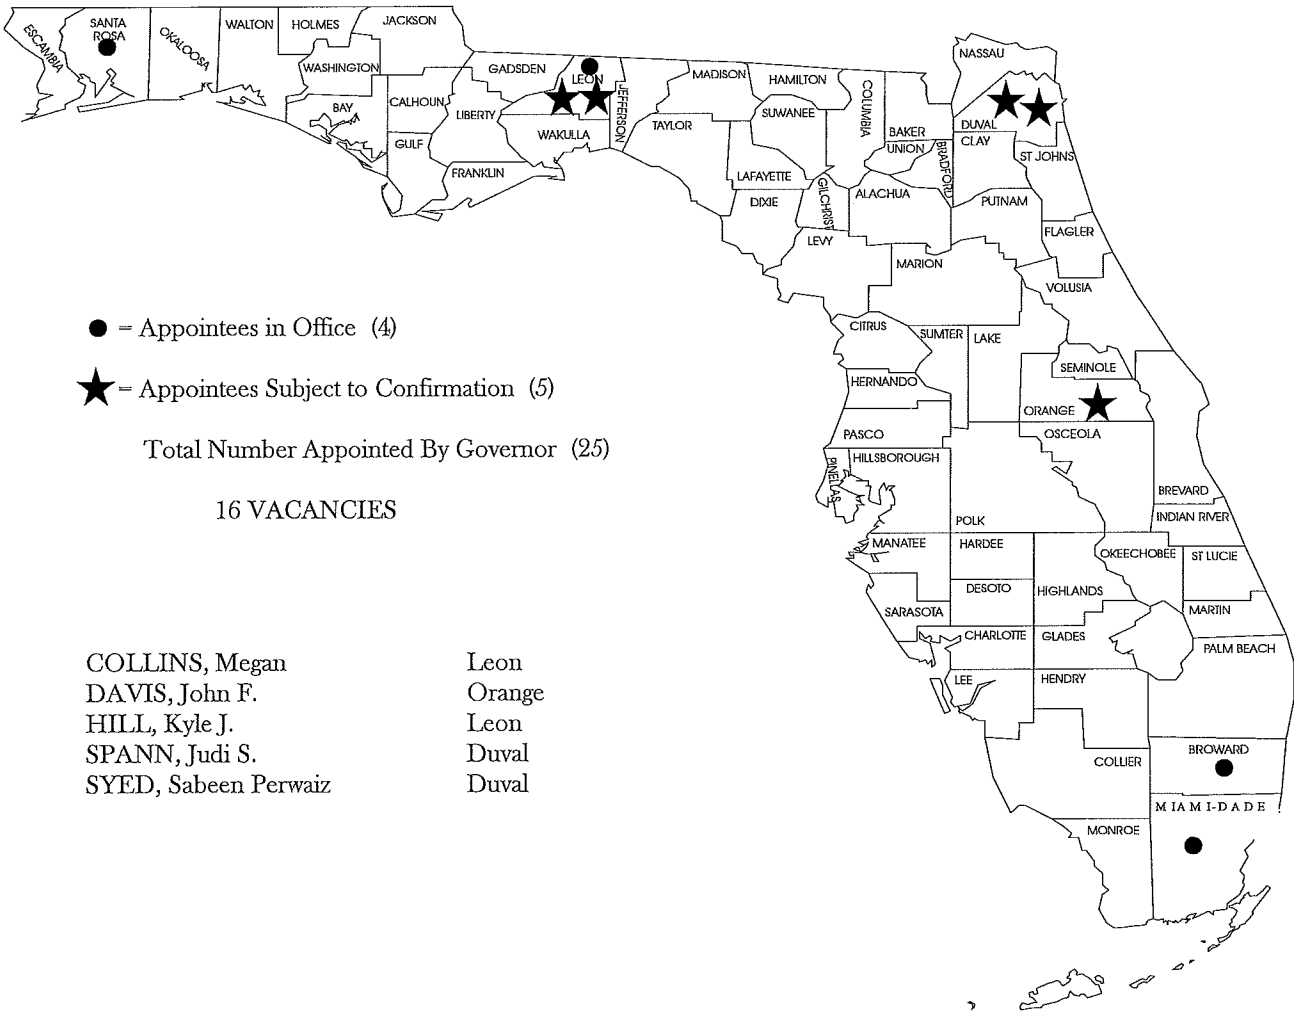 ESCAMBIA
SANTA
ROSA
OKALOOSA
WALTON
HOLMES
JACKSON
WASHINGTON
BAY
CALHOUN
GULF
GADSDEN
LIBERTY
LEON
JEFFERSON
WAKULLA
FRANKLIN
MADISON
TAYLOR
HAMILTON
SUWANEE
LAFAYETTE
DIXIE
COLUMBIA
GILCHRIST
BAKER
UNION
BRADFORD
ALACHUA
LEVY
NASSAU
DUVAL
CLAY
ST JOHNS
PUTNAM
FLAGLER
MARION
VOLUSIA
CITRUS
SUMTER
LAKE
SEMINOLE
HERNANDO
ORANGE
PASCO
OSCEOLA
PINELLAS
HILLSBOROUGH
POLK
BREVARD
INDIAN RIVER
MANATEE
HARDEE
OKEECHOBEE
ST LUCIE
DESOTO
HIGHLANDS
SARASOTA
MARTIN
CHARLOTTE
GLADES
PALM BEACH
LEE
HENDRY
BROWARD
COLLIER
MIAMI-DADE
MONROE
= Appointees in Office (4)
= Appointees Subject to Confirmation (5)
Total Number Appointed By Governor (25)
16 VACANCIES
COLLINS, Megan Leon
DAVIS, John F. Orange
HILL, Kyle J. Leon
SPANN, Judi S. Duval
SYED, Sabeen Perwaiz Duval